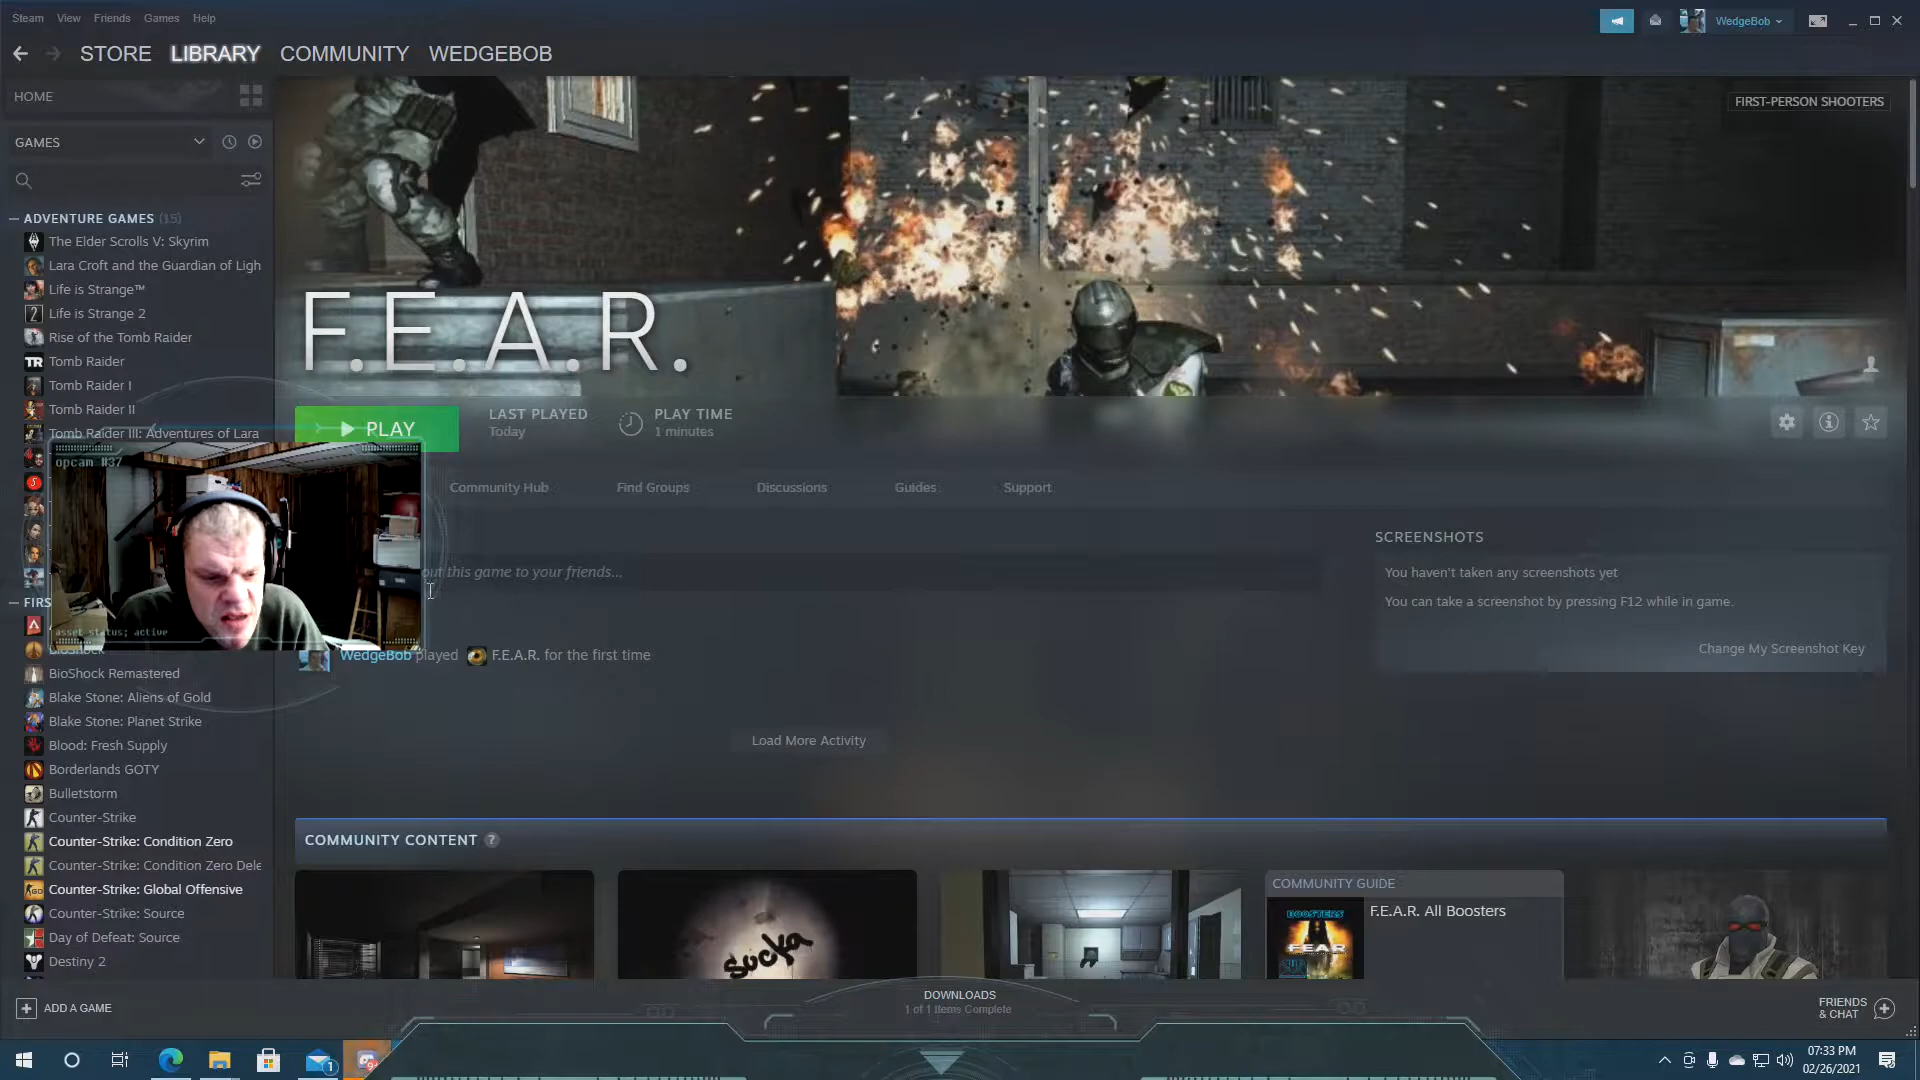 Steam View Friends Games Help
WedgeBob
STORE LIBRARY COMMUNITY WEDGEBOB
HOME
GAMES
FIRST-PERSON SHOOTERS
ADVENTURE GAMES (15)
The Elder Scrolls V: Skyrim
Lara Croft and the Guardian of Ligh
Life is Strange™
Life is Strange 2
Rise of the Tomb Raider
TR Tomb Raider
Tomb Raider I
Tomb Raider II
Tomb Raider III: Adventures of Lara
FIRS
BioShock Remastered
Blake Stone: Aliens of Gold
Blake Stone: Planet Strike
Blood: Fresh Supply
Borderlands GOTY
Bulletstorm
Counter-Strike
Counter-Strike: Condition Zero
Counter-Strike: Condition Zero Dele
Counter-Strike: Global Offensive
Counter-Strike: Source
Day of Defeat: Source
Destiny 2
F.E.A.R.
PLAY
LAST PLAYED
Today
PLAY TIME
1 minutes
Community Hub Find Groups Discussions Guides Support
opcam #37
asset status; active
out this game to your friends...
WedgeBob played F.E.A.R. for the first time
Load More Activity
SCREENSHOTS
You haven't taken any screenshots yet
You can take a screenshot by pressing F12 while in game.
Change My Screenshot Key
COMMUNITY CONTENT ?
sucka
COMMUNITY GUIDE
F.E.A.R. All Boosters
BOOSTERS
FEAR
ADD A GAME
DOWNLOADS
1 of 1 Items Complete
FRIENDS
& CHAT
1
07:33 PM
02/26/2021